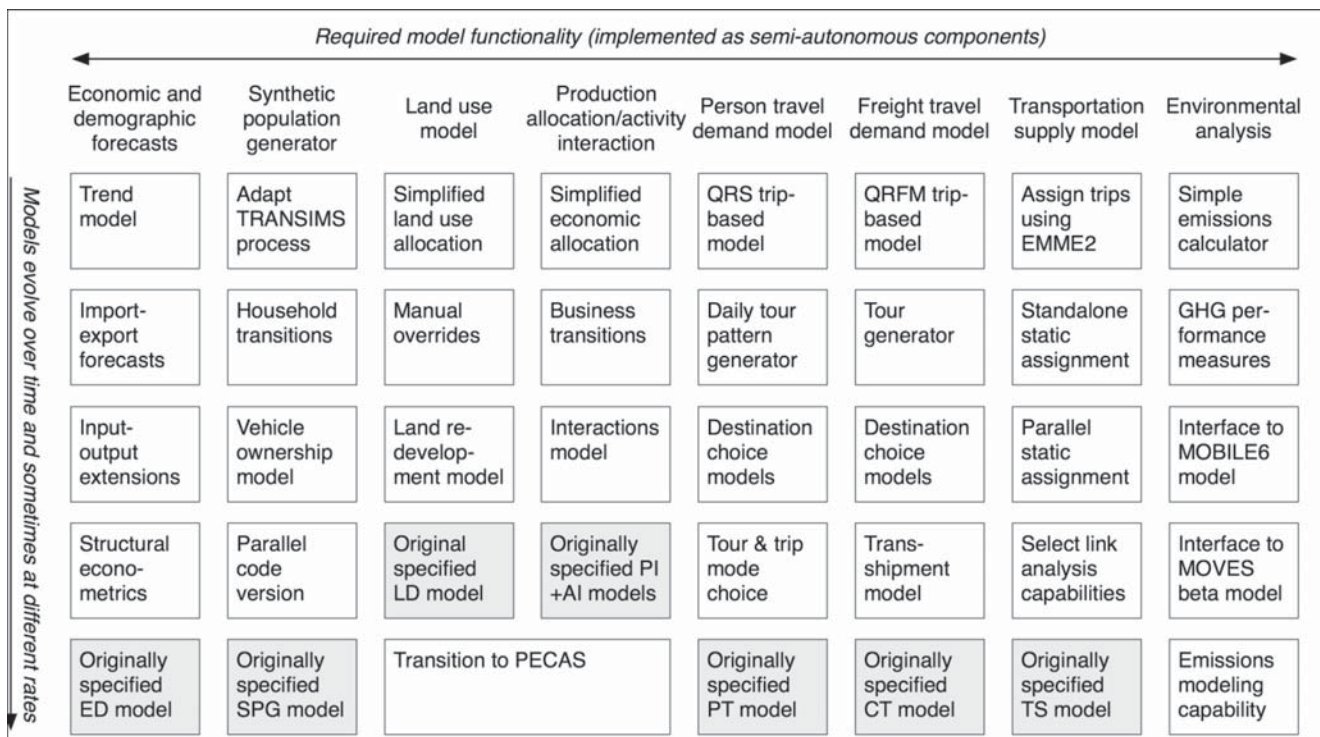 Required model functionality (implemented as semi-autonomous components)
Economic and
demographic
forecasts
Synthetic
population
generator
Land use
model
Production
allocation/activity
interaction
Person travel
demand model
Freight travel
demand model
Transportation
supply model
Environmental
analysis
Models evolve over time and sometimes at different rates
Trend
model
Adapt
TRANSIMS
process
Simplified
land use
allocation
Simplified
economic
allocation
QRS trip-
based
model
QRFM trip-
based
model
Assign trips
using
EMME2
Simple
emissions
calculator
Import-
export
forecasts
Household
transitions
Manual
overrides
Business
transitions
Daily tour
pattern
generator
Tour
generator
Standalone
static
assignment
GHG per-
formance
measures
Input-
output
extensions
Vehicle
ownership
model
Land re-
develop-
ment model
Interactions
model
Destination
choice
models
Destination
choice
models
Parallel
static
assignment
Interface to
MOBILE6
model
Structural
econo-
metrics
Parallel
code
version
Original
specified
LD model
Originally
specified PI
+AI models
Tour & trip
mode
choice
Trans-
shipment
model
Select link
analysis
capabilities
Interface to
MOVES
beta model
Originally
specified
ED model
Originally
specified
SPG model
Transition to PECAS
Originally
specified
PT model
Originally
specified
CT model
Originally
specified
TS model
Emissions
modeling
capability